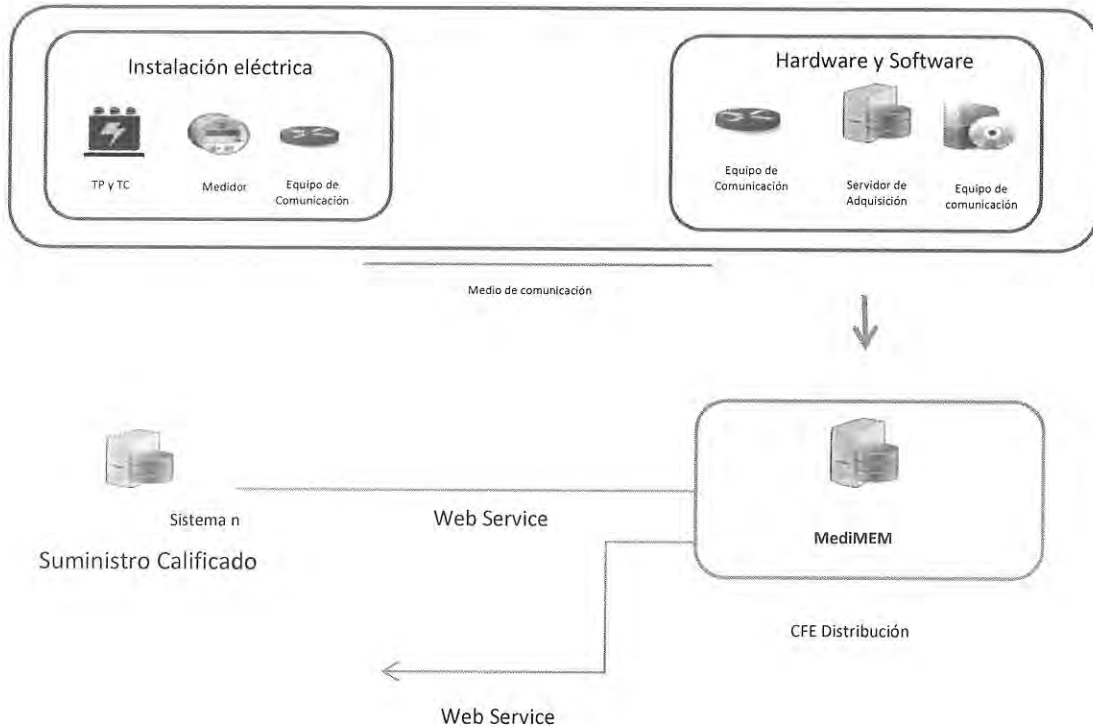 Instalación eléctrica
TP y TC
Medidor
Equipo de
Comunicación
Hardware y Software
Equipo de
Comunicación
Servidor de
Adquisición
Equipo de
comunicación
Medio de comunicación
Sistema n
Suministro Calificado
Web Service
MediMEM
CFE Distribución
Web Service